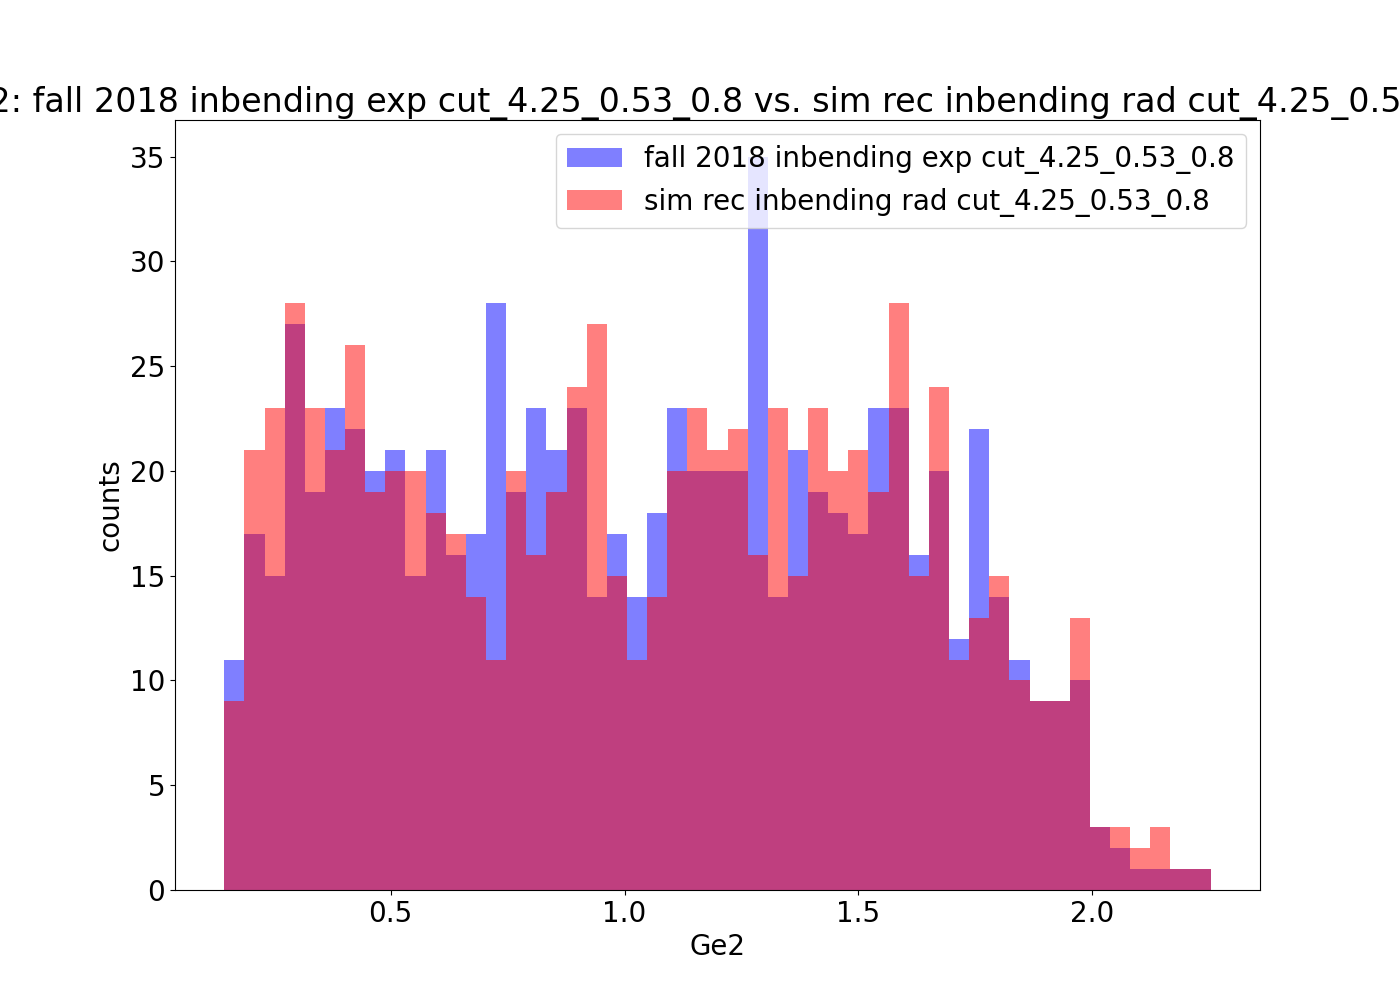 2: fall 2018 inbending exp cut_4.25_0.53_0.8 vs. sim rec inbending rad cut_4.25_0.5
fall 2018 inbending exp cut_4.25_0.53_0.8
sim rec inbending rad cut_4.25_0.53_0.8
35
30
25
20
15
10
5
0
counts
0.5 1.0 1.5 2.0
Ge2